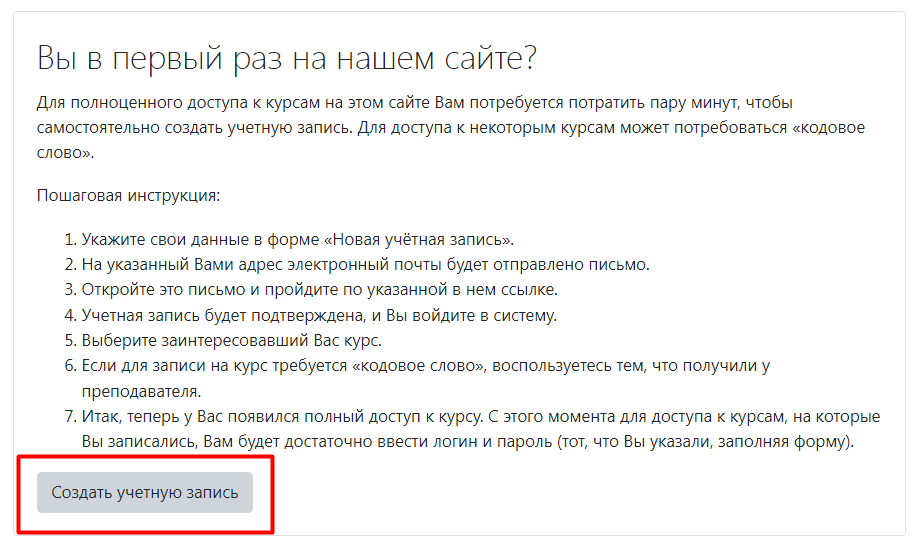 Вы в первый раз на нашем сайте?
Для полноценного доступа к курсам на этом сайте Вам потребуется потратить пару минут, чтобы
самостоятельно создать учетную запись. Для доступа к некоторым курсам может потребоваться «кодовое
слово».
Пошаговая инструкция:
1. Укажите свои данные в форме «Новая учётная запись».
2. На указанный Вами адрес электронный почты будет отправлено письмо.
3. Откройте это письмо и пройдите по указанной в нем ссылке.
4. Учетная запись будет подтверждена, и Вы войдите в систему.
5. Выберите заинтересовавший Вас курс.
6. Если для записи на курс требуется «кодовое слово», воспользуетесь тем, что получили у
преподавателя.
7. Итак, теперь у Вас появился полный доступ к курсу. С этого момента для доступа к курсам, на которые
Вы записались, Вам будет достаточно ввести логин и пароль (тот, что Вы указали, заполняя форму).
Создать учетную запись